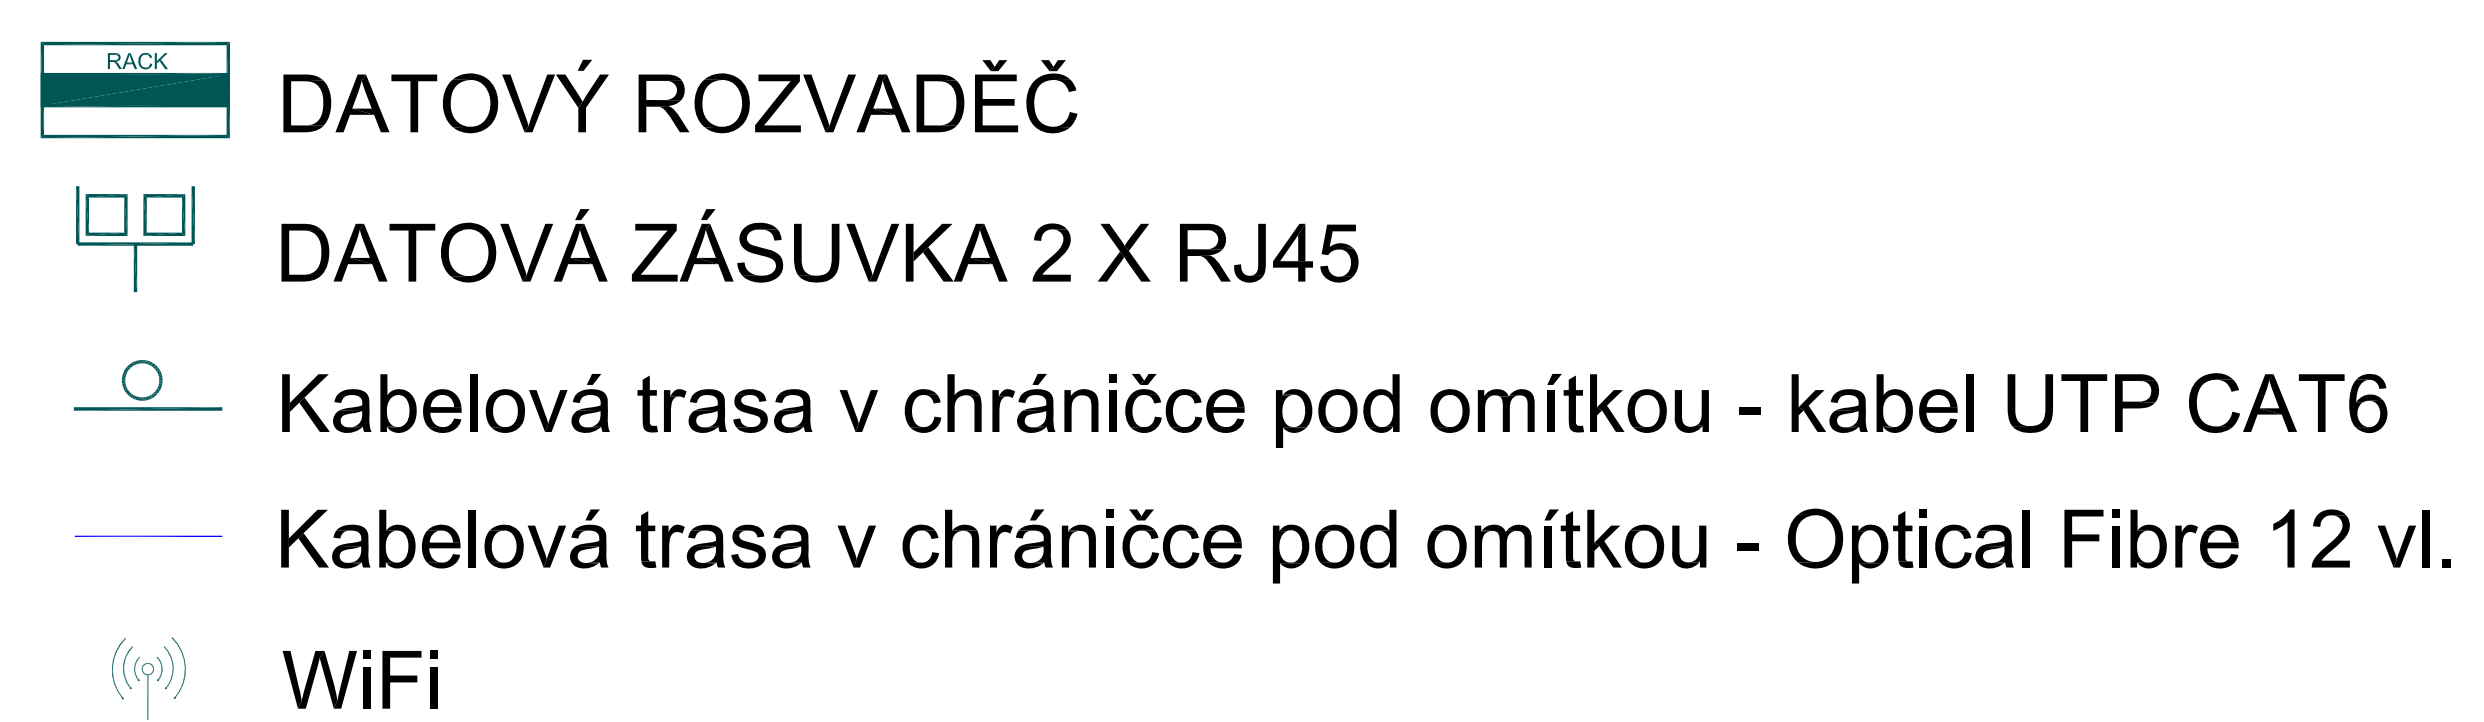 RACK
DATOVÝ ROZVADĚČ
DATOVÁ ZÁSUVKA 2 X RJ45
Kabelová trasa v chráničce pod omítkou - kabel UTP CAT6
Kabelová trasa v chráničce pod omítkou - Optical Fibre 12 vl.
WiFi